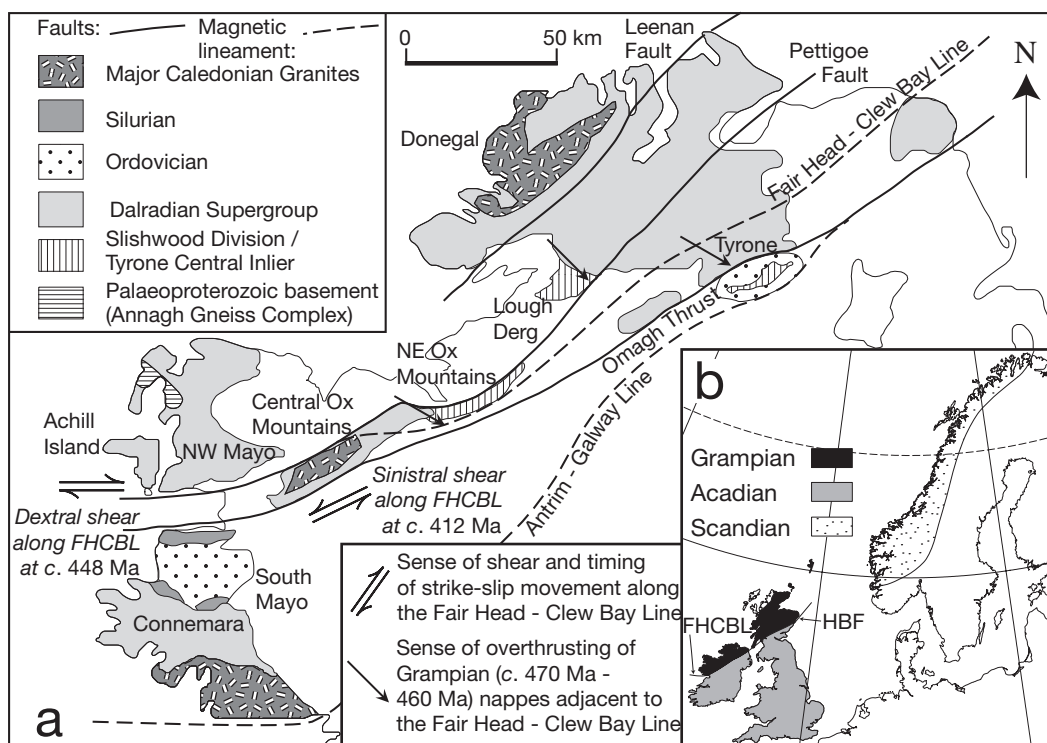 Faults:
Magnetic
lineament:
Major Caledonian Granites
Silurian
Ordovician
Dalradian Supergroup
Slishwood Division /
Tyrone Central Inlier
Palaeoproterozoic basement
(Annagh Gneiss Complex)
0 50 km
Leenan
Fault
Pettigoe
Fault
N
Donegal
Fair Head - Clew Bay Line
Tyrone
Lough
Derg
Omagh Thrust
NE Ox
Mountains
Central Ox
Mountains
Antrim - Galway Line
Achill
Island
NW Mayo
Dextral shear
along FHCBL
at c. 448 Ma
Sinistral shear
along FHCBL
at c. 412 Ma
South
Mayo
Connemara
a
Sense of shear and timing
of strike-slip movement along
the Fair Head - Clew Bay Line
Sense of overthrusting of
Grampian (c. 470 Ma -
460 Ma) nappes adjacent to
the Fair Head - Clew Bay Line
b
Grampian
Acadian
Scandian
FHCBL
HBF